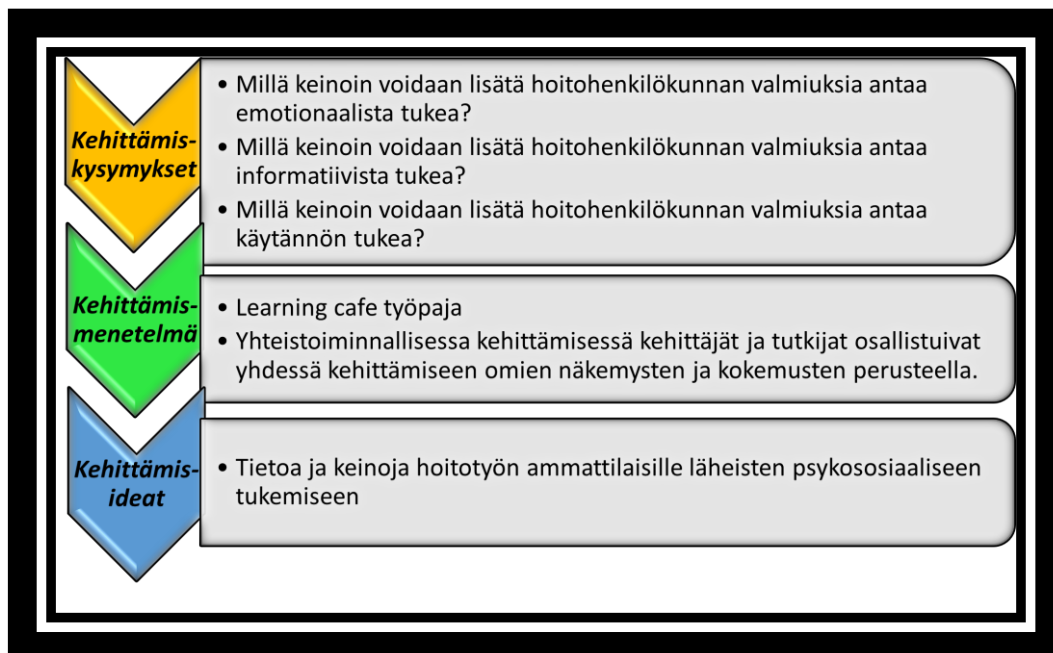 Kehittämis-
kysymykset
• Millä keinoin voidaan lisätä hoitohenkilökunnan valmiuksia antaa
emotionaalista tukea?
• Millä keinoin voidaan lisätä hoitohenkilökunnan valmiuksia antaa
informatiivista tukea?
• Millä keinoin voidaan lisätä hoitohenkilökunnan valmiuksia antaa
käytännön tukea?
Kehittämis-
menetelmä
• Learning cafe työpaja
• Yhteistoiminnallisessa kehittämisessä kehittäjät ja tutkijat osallistuivat
yhdessä kehittämiseen omien näkemysten ja kokemusten perusteella.
Kehittämis-
ideat
• Tietoa ja keinoja hoitotyön ammattilaisille läheisten psykososiaaliseen
tukemiseen